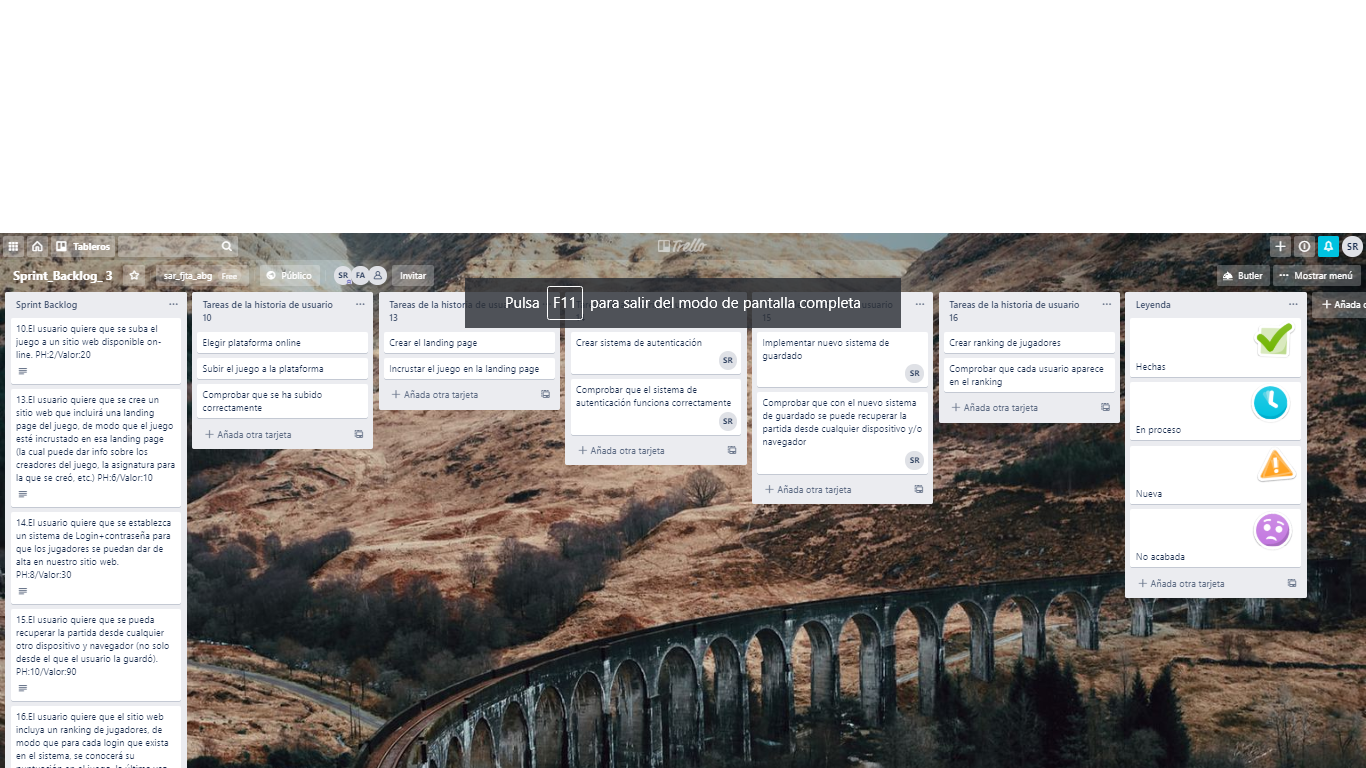 Tableros
Trello
SR
Sprint_Backlog_3
sar_fjta_abg
Free
Público
SR
FA
Invitar
Butler
Mostrar menú
Pulsa F11 para salir del modo de pantalla completa
Sprint Backlog
10.El usuario quiere que se suba el
juego a un sitio web disponible on-
line. PH:2/Valor:20
13.El usuario quiere que se cree un
sitio web que incluirá una landing
page del juego, de modo que el juego
esté incrustado en esa landing page
(la cual puede dar info sobre los
creadores del juego, la asignatura para
la que se creó, etc.) PH:6/Valor:10
14.El usuario quiere que se establezca
un sistema de Login+contraseña para
que los jugadores se puedan dar de
alta en nuestro sitio web.
PH:8/Valor:30
15.El usuario quiere que se pueda
recuperar la partida desde cualquier
otro dispositivo y navegador (no solo
desde el que el usuario la guardó).
PH:10/Valor:90
16.El usuario quiere que el sitio web
incluya un ranking de jugadores, de
modo que para cada login que exista
en el sistema, se conocerá su
Tareas de la historia de usuario
10
Elegir plataforma online
Subir el juego a la plataforma
Comprobar que se ha subido
correctamente
Añada otra tarjeta
Tareas de la historia de usuario
13
Crear el landing page
Incrustar el juego en la landing page
Añada otra tarjeta
Crear sistema de autenticación
SR
Comprobar que el sistema de
autenticación funciona correctamente
SR
Añada otra tarjeta
usuario
15
Implementar nuevo sistema de
guardado
SR
Comprobar que con el nuevo sistema
de guardado se puede recuperar la
partida desde cualquier dispositivo y/o
navegador
SR
Añada otra tarjeta
Tareas de la historia de usuario
16
Crear ranking de jugadores
Comprobar que cada usuario aparece
en el ranking
Añada otra tarjeta
Leyenda
Hechas
En proceso
Nueva
No acabada
Añada otra tarjeta
Añada o